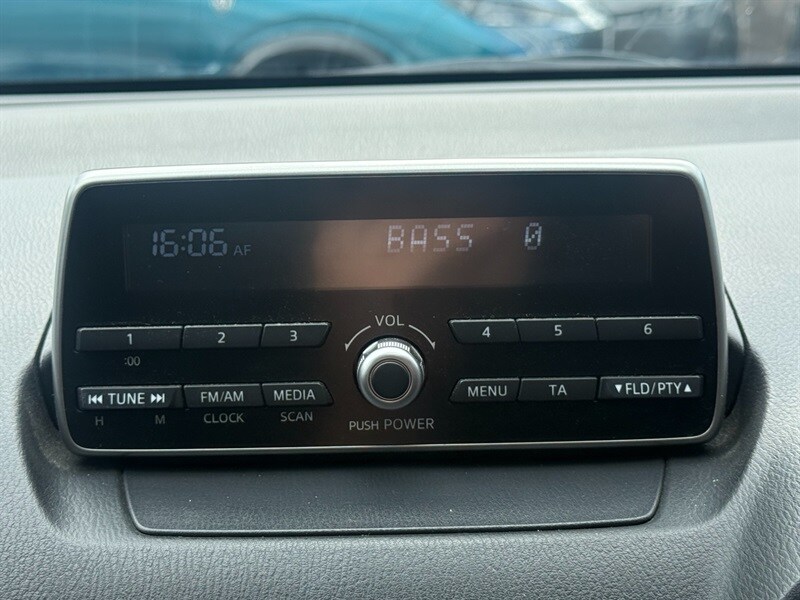 16:06 AF BASS 0
VOL
1 2 3 4 5 6
:00
⏮ TUNE ⏭ FM/AM MEDIA MENU TA ▼FLD/PTY▲
H M CLOCK SCAN
PUSH POWER